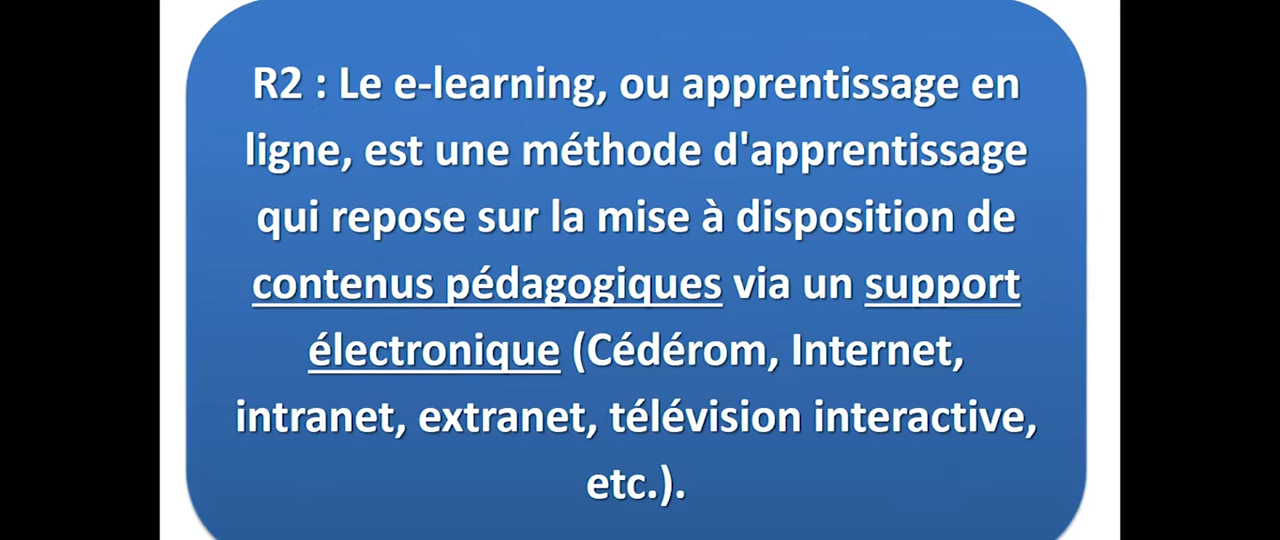 R2 : Le e-learning, ou apprentissage en
ligne, est une méthode d'apprentissage
qui repose sur la mise à disposition de
contenus pédagogiques via un support
électronique (Cédérom, Internet,
intranet, extranet, télévision interactive,
etc.).